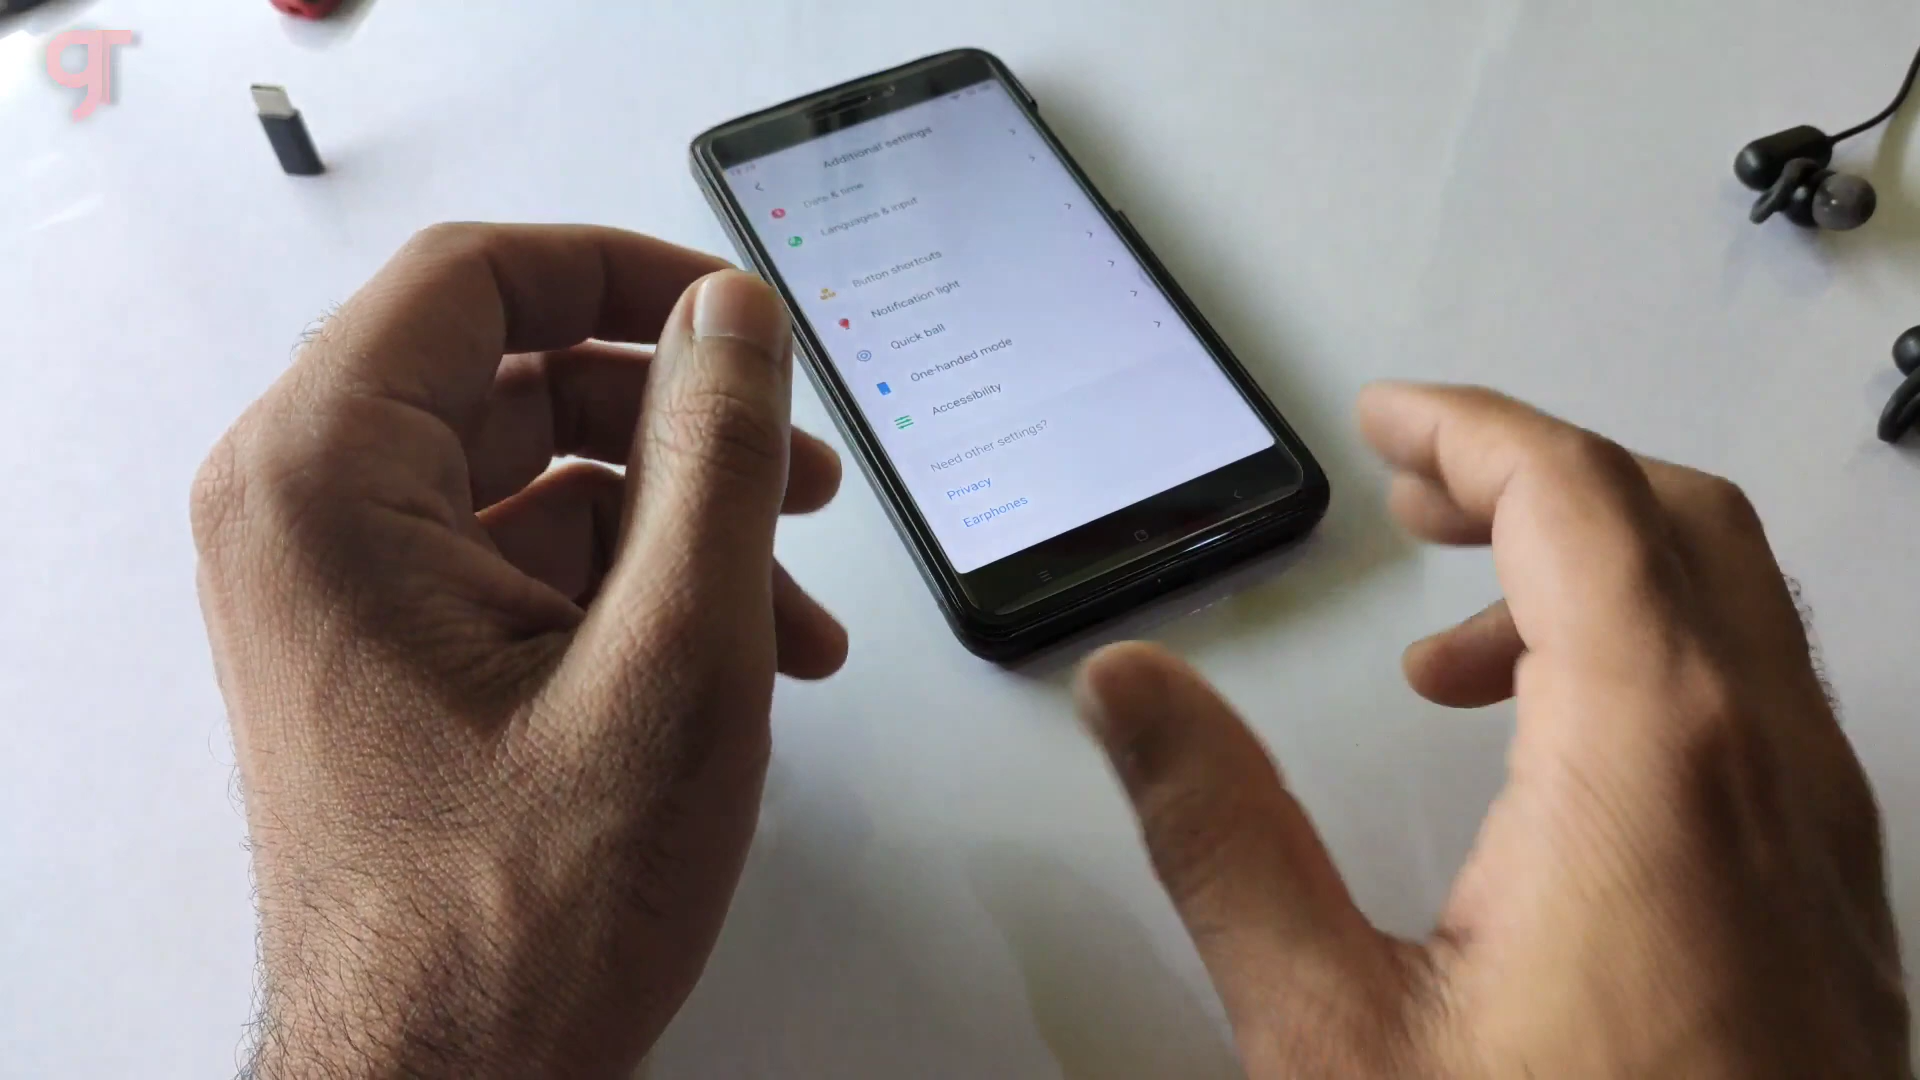 gT
Additional settings
Date & time
Languages & input
Button shortcuts
Notification light
Quick ball
One-handed mode
Accessibility
Need other settings?
Privacy
Earphones